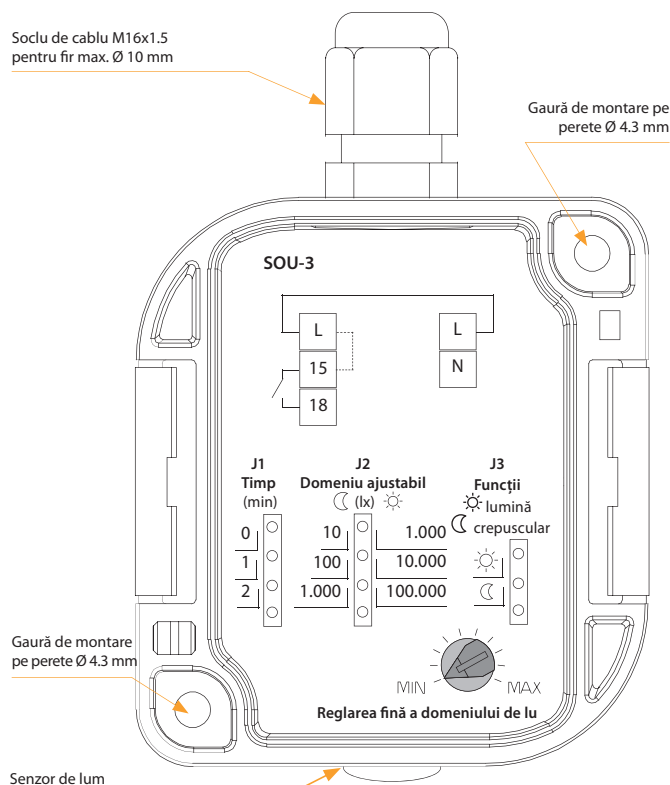 Soclu de cablu M16x1.5
pentru fir max. Ø 10 mm
Gaură de montare pe
perete Ø 4.3 mm
SOU-3
L
15
18
L
N
J1
Timp
(min)
0
1
2
J2
Domeniu ajustabil
(lx)
10 1.000
100 10.000
1.000 100.000
J3
Funcții
lumină
crepuscular
Gaură de montare
pe perete Ø 4.3 mm
MIN MAX
Reglarea fină a domeniului de lu
Senzor de lum